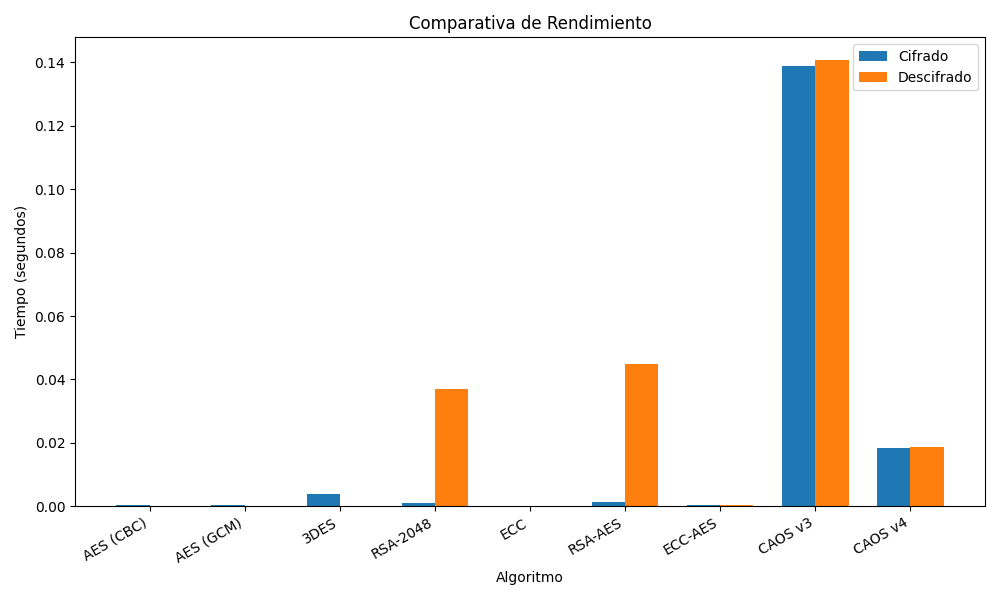 Comparativa de Rendimiento
Cifrado
Descifrado
Tiempo (segundos)
0.14
0.12
0.10
0.08
0.06
0.04
0.02
0.00
AES (CBC)
AES (GCM)
3DES
RSA-2048
ECC
RSA-AES
ECC-AES
CAOS v3
CAOS v4
Algoritmo